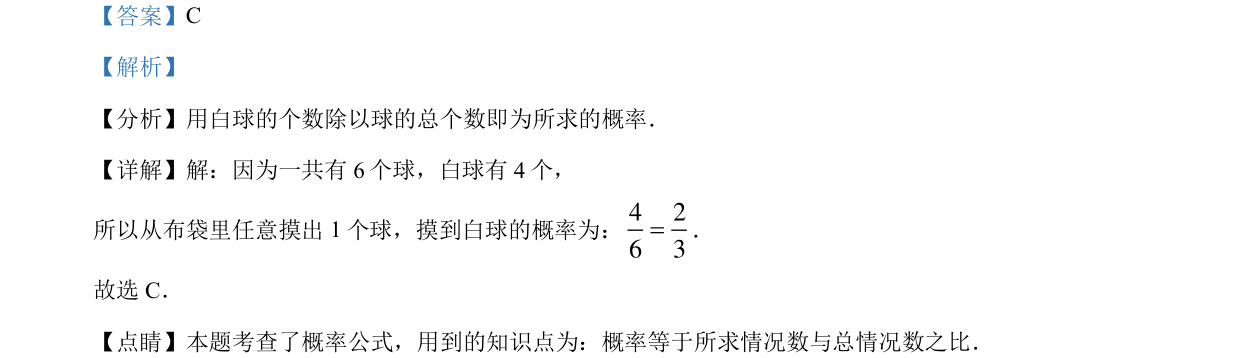 【答案】C
【解析】
【分析】用白球的个数除以球的总个数即为所求的概率．
【详解】解：因为一共有 6 个球，白球有 4 个，
所以从布袋里任意摸出 1 个球，摸到白球的概率为：4/6 = 2/3．
故选 C．
【点睛】本题考查了概率公式，用到的知识点为：概率等于所求情况数与总情况数之比．